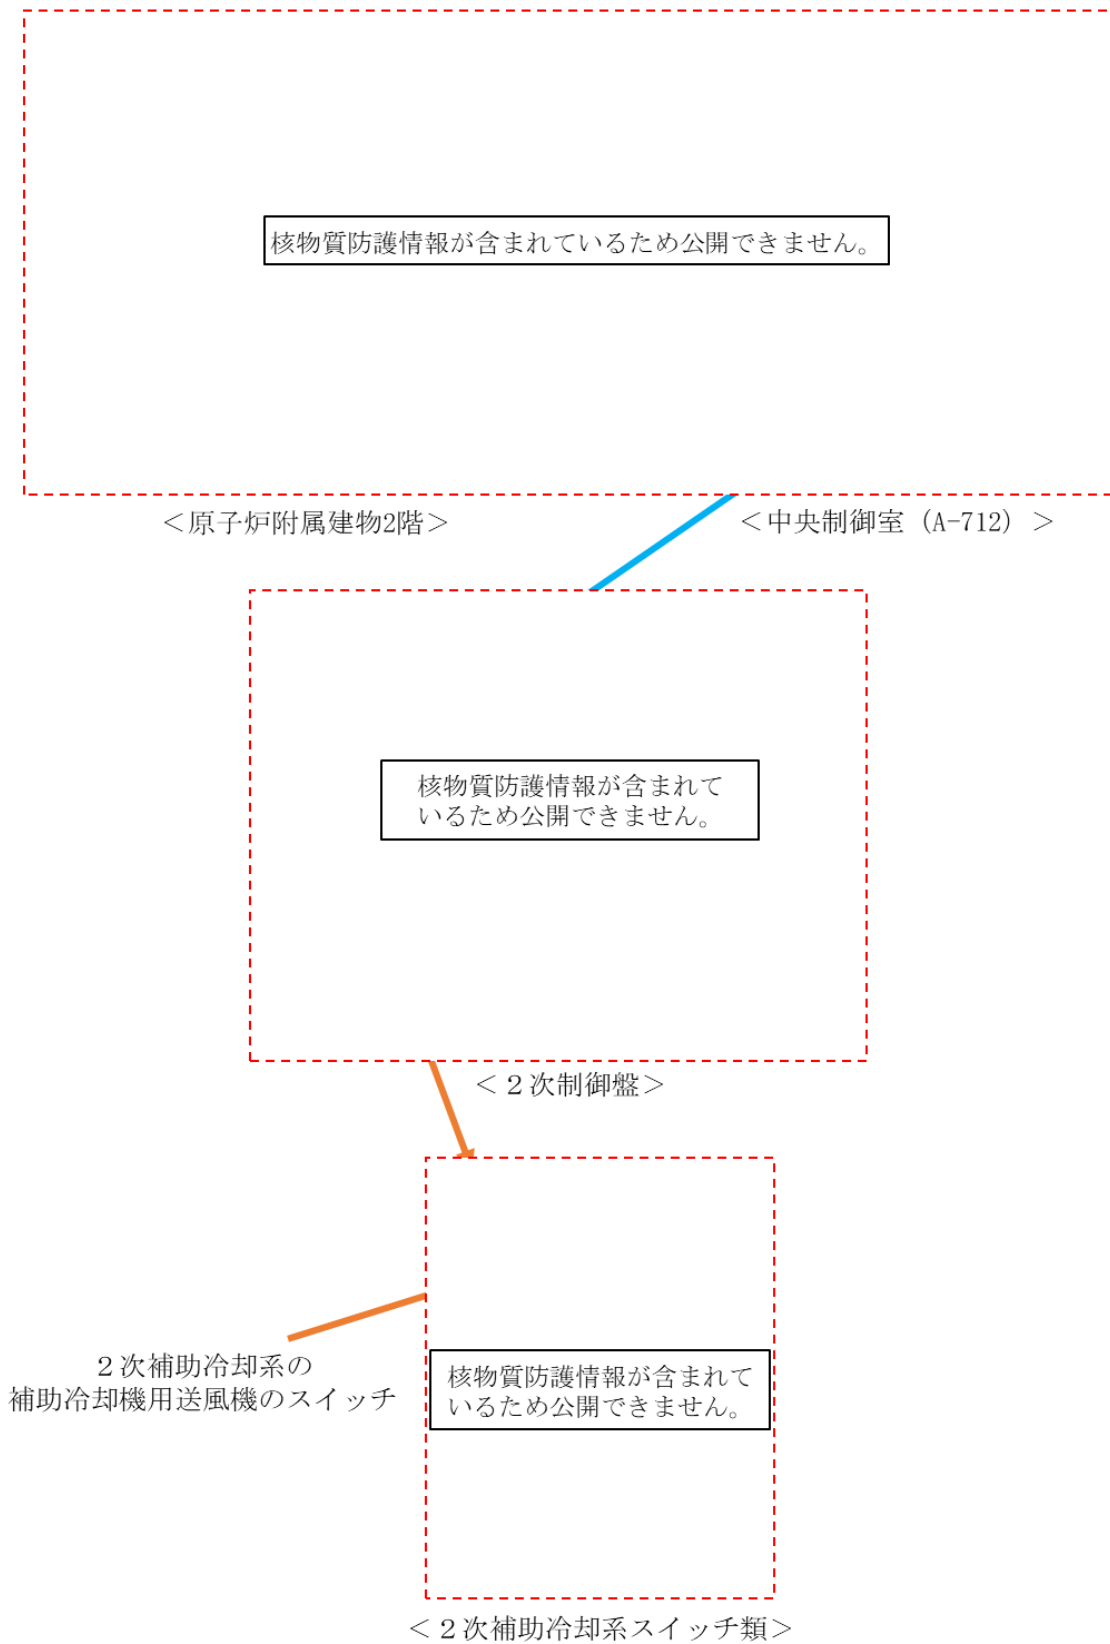 核物質防護情報が含まれているため公開できません。
＜原子炉附属建物2階＞
＜中央制御室（A-712）＞
核物質防護情報が含まれて
いるため公開できません。
＜２次制御盤＞
２次補助冷却系の
補助冷却機用送風機のスイッチ
核物質防護情報が含まれて
いるため公開できません。
＜２次補助冷却系スイッチ類＞